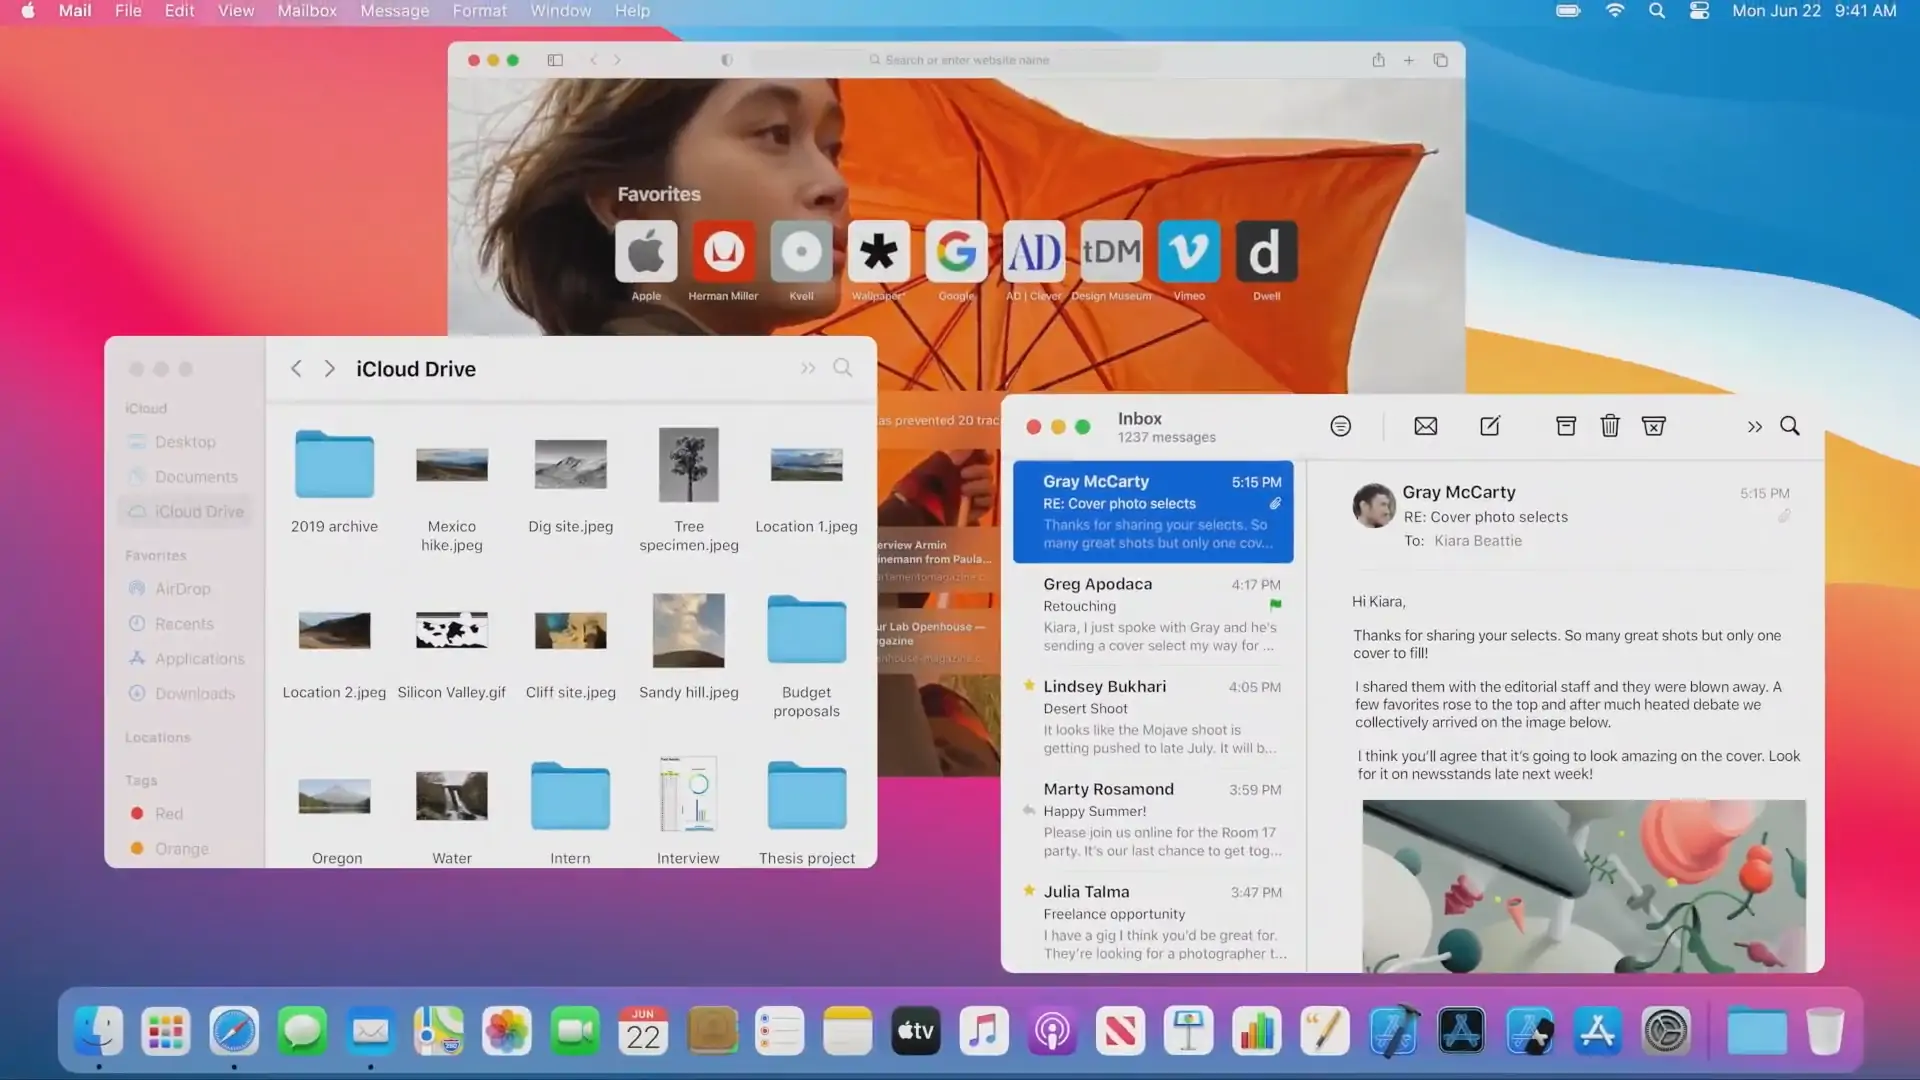 Mail File Edit View Mailbox Message Format Window Help
Mon Jun 22 9:41 AM
Search or enter website name
Favorites
AD
tDM
d
Apple
Herman Miller
Kvell
Wallpaper*
Google
AD | Clever
Design Museum
Vimeo
Dwell
as prevented 20 trac
erview Armin
inemann from Paula...
artamentomagazine.c
ur Lab Openhouse —
gazine
enhouse-magazine.c
iCloud
Desktop
Documents
iCloud Drive
Favorites
AirDrop
Recents
Applications
Downloads
Locations
Tags
Red
Orange
iCloud Drive
2019 archive
Mexico
hike.jpeg
Dig site.jpeg
Tree
specimen.jpeg
Location 1.jpeg
Location 2.jpeg
Silicon Valley.gif
Cliff site.jpeg
Sandy hill.jpeg
Budget
proposals
Oregon
Water
Intern
Interview
Thesis project
Inbox
1237 messages
Gray McCarty 5:15 PM
RE: Cover photo selects
Thanks for sharing your selects. So
many great shots but only one cov...
Greg Apodaca 4:17 PM
Retouching
Kiara, I just spoke with Gray and he's
sending a cover select my way for ...
Lindsey Bukhari 4:05 PM
Desert Shoot
It looks like the Mojave shoot is
getting pushed to late July. It will b...
Marty Rosamond 3:59 PM
Happy Summer!
Please join us online for the Room 17
party. It's our last chance to get tog...
Julia Talma 3:47 PM
Freelance opportunity
I have a gig I think you'd be great for.
They're looking for a photographer t...
Gray McCarty 5:15 PM
RE: Cover photo selects
To: Kiara Beattie
Hi Kiara,
Thanks for sharing your selects. So many great shots but only one
cover to fill!
I shared them with the editorial staff and they were blown away. A
few favorites rose to the top and after much heated debate we
collectively arrived on the image below.
I think you'll agree that it's going to look amazing on the cover. Look
for it on newsstands late next week!
JUN
22
tv